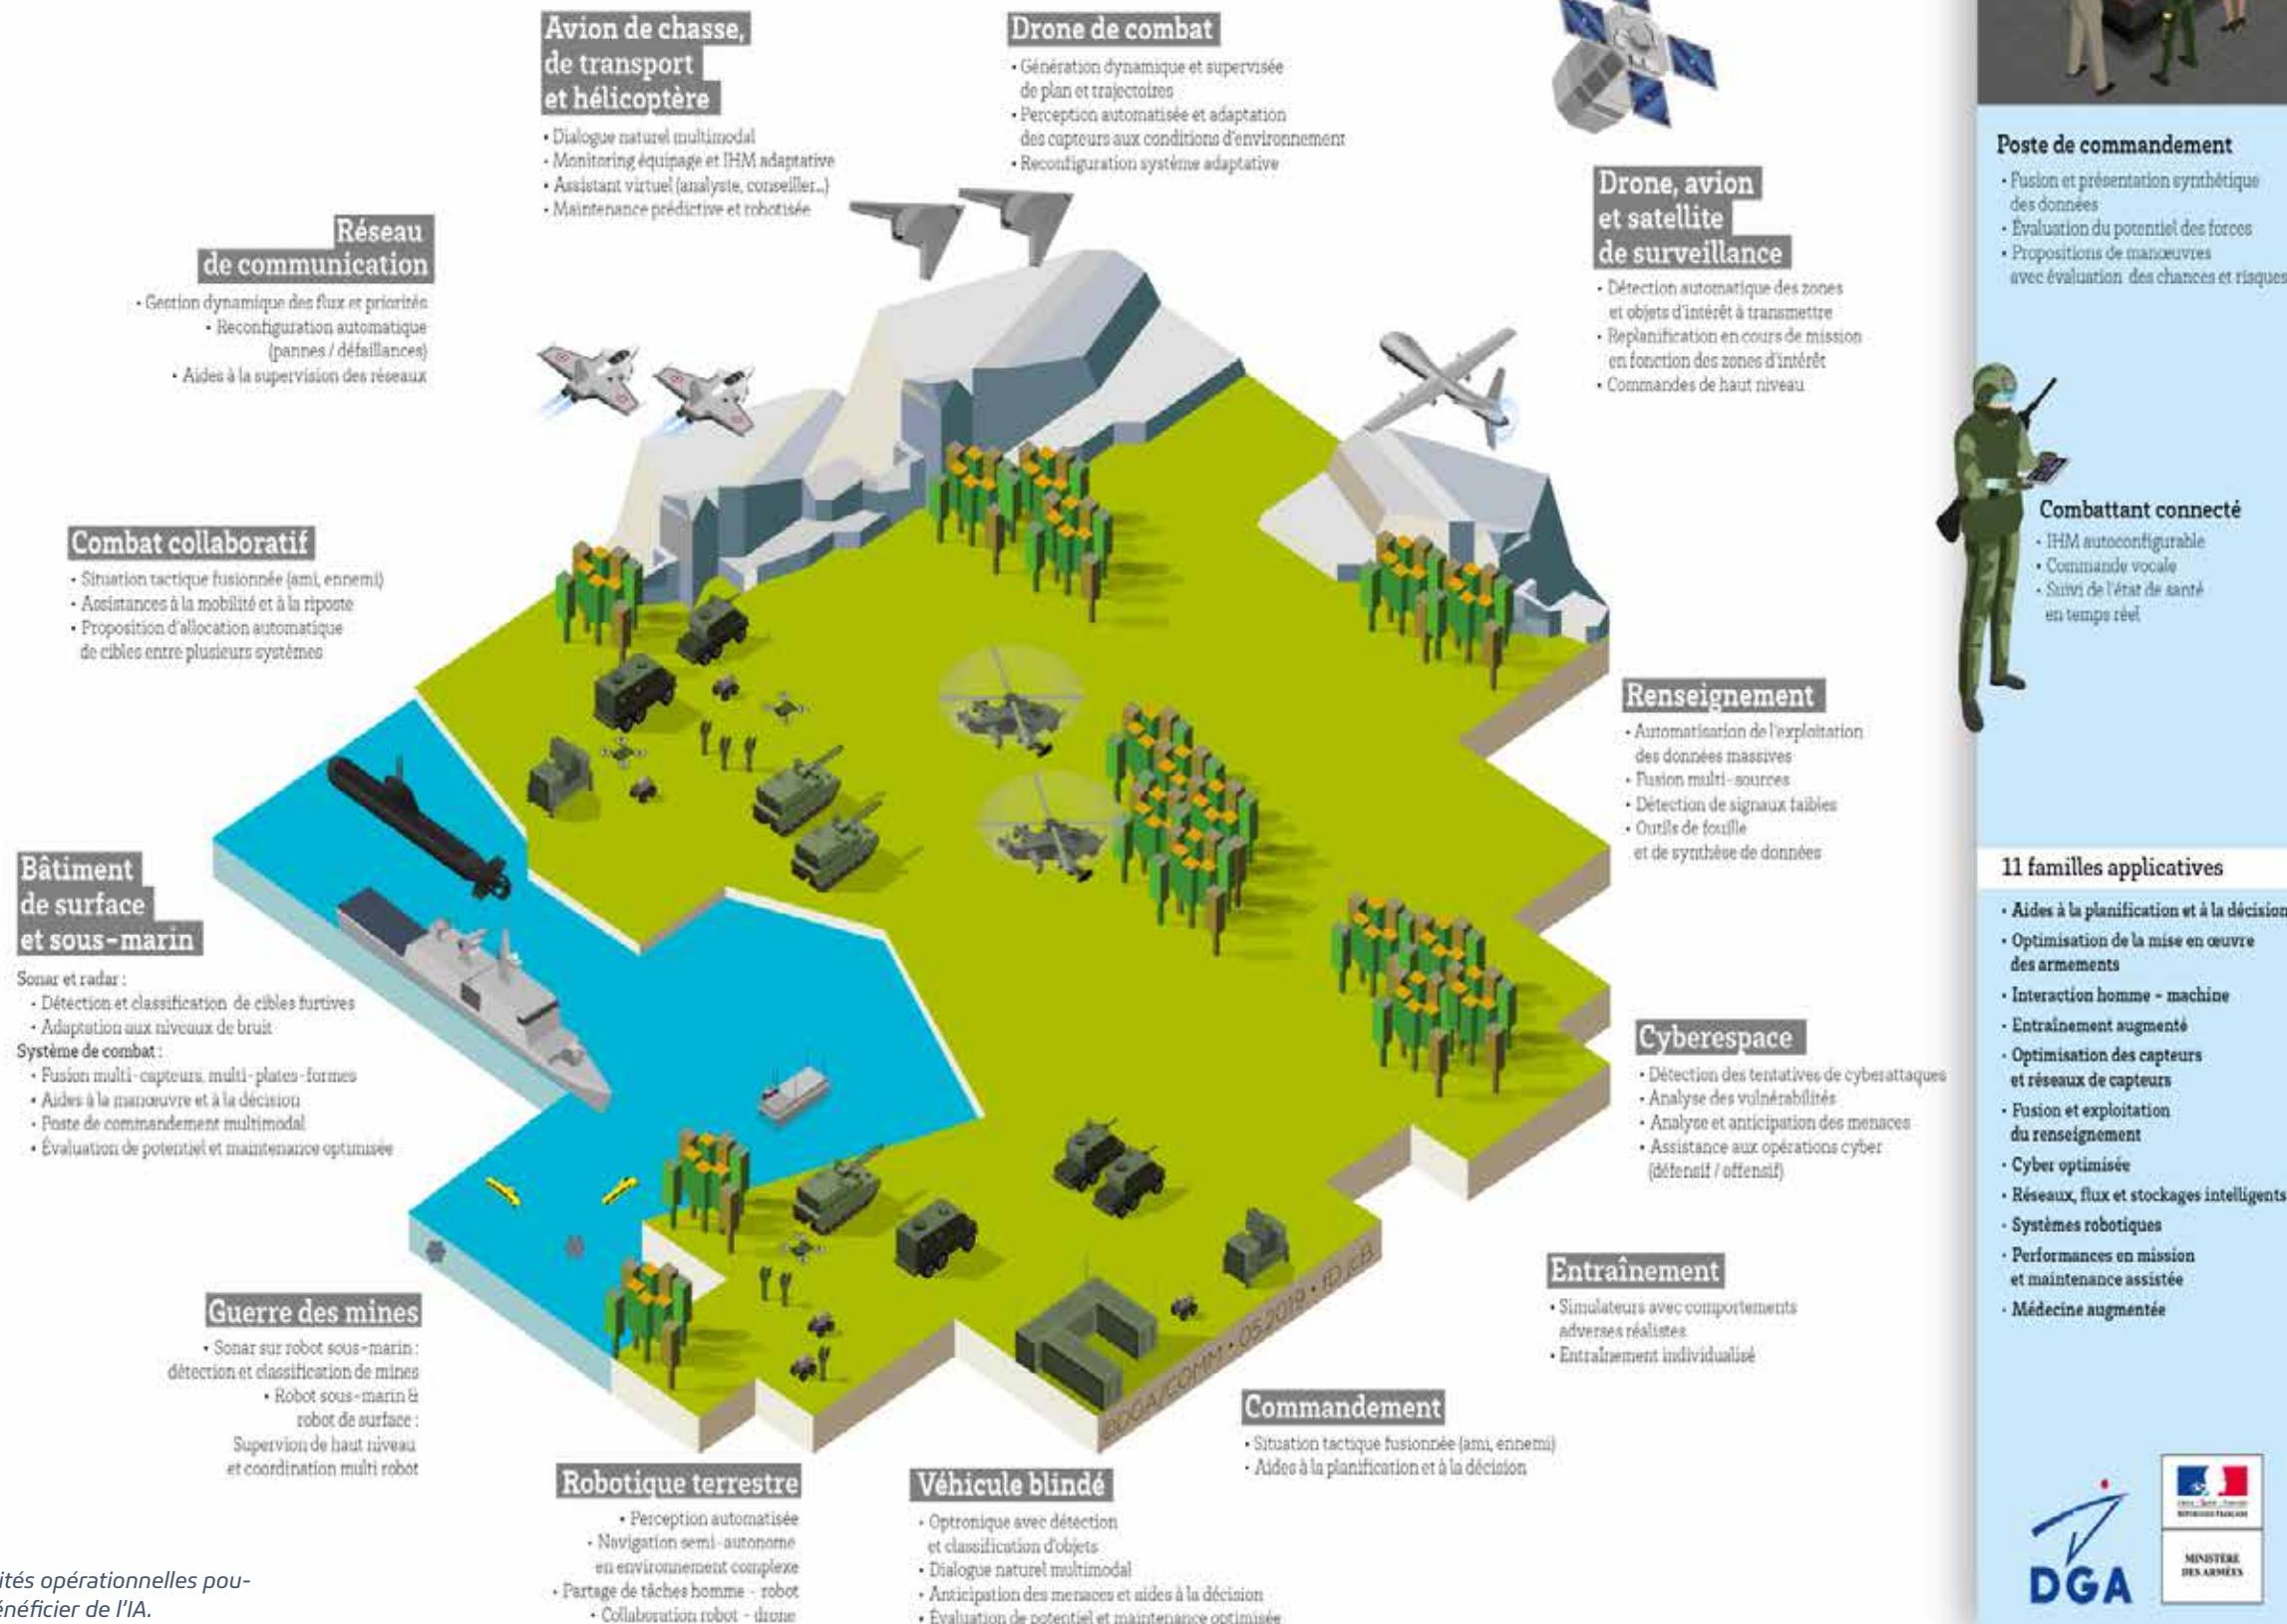 Avion de chasse,
de transport
et hélicoptère
• Dialogue naturel multimodal
• Monitoring équipage et IHM adaptative
• Assistant virtuel (analyste, conseiller...)
• Maintenance prédictive et robotisée
Drone de combat
• Génération dynamique et supervisée
de plan et trajectoires
• Perception automatisée et adaptation
des capteurs aux conditions d'environnement
• Reconfiguration système adaptative
Drone, avion
et satellite
de surveillance
• Détection automatique des zones
et objets d'intérêt à transmettre
• Replanification en cours de mission
en fonction des zones d'intérêt
• Commandes de haut niveau
Réseau
de communication
• Gestion dynamique des flux et priorités
• Reconfiguration automatique
(pannes / défaillances)
• Aides à la supervision des réseaux
Combat collaboratif
• Situation tactique fusionnée (ami, ennemi)
• Assistances à la mobilité et à la riposte
• Proposition d'allocation automatique
de cibles entre plusieurs systèmes
Renseignement
• Automatisation de l'exploitation
des données massives
• Fusion multi-sources
• Détection de signaux faibles
• Outils de fouille
et de synthèse de données
Bâtiment
de surface
et sous-marin
Sonar et radar :
• Détection et classification de cibles furtives
• Adaptation aux niveaux de bruit
Système de combat :
• Fusion multi-capteurs, multi-plates-formes
• Aides à la manœuvre et à la décision
• Poste de commandement multimodal
• Évaluation de potentiel et maintenance optimisée
Cyberespace
• Détection des tentatives de cyberattaques
• Analyse des vulnérabilités
• Analyse et anticipation des menaces
• Assistance aux opérations cyber
(défensif / offensif)
Guerre des mines
• Sonar sur robot sous-marin :
détection et classification de mines
• Robot sous-marin &
robot de surface :
Supervion de haut niveau
et coordination multi robot
Entraînement
• Simulateurs avec comportements
adverses réalistes
• Entraînement individualisé
Commandement
• Situation tactique fusionnée (ami, ennemi)
• Aides à la planification et à la décision
©DGA/COMM • 05.2019 • fD jcB
Robotique terrestre
• Perception automatisée
• Navigation semi-autonome
en environnement complexe
• Partage de tâches homme - robot
• Collaboration robot - drone
Véhicule blindé
• Optronique avec détection
et classification d'objets
• Dialogue naturel multimodal
• Anticipation des menaces et aides à la décision
• Évaluation de potentiel et maintenance optimisée
ités opérationnelles pou-
énéficier de l'IA.
Poste de commandement
• Fusion et présentation synthétique
des données
• Évaluation du potentiel des forces
• Propositions de manœuvres
avec évaluation des chances et risques
Combattant connecté
• IHM autoconfigurable
• Commande vocale
• Suivi de l'état de santé
en temps réel
11 familles applicatives
• Aides à la planification et à la décision
• Optimisation de la mise en œuvre
des armements
• Interaction homme - machine
• Entraînement augmenté
• Optimisation des capteurs
et réseaux de capteurs
• Fusion et exploitation
du renseignement
• Cyber optimisée
• Réseaux, flux et stockages intelligents
• Systèmes robotiques
• Performances en mission
et maintenance assistée
• Médecine augmentée
DGA
RÉPUBLIQUE FRANÇAISE
MINISTÈRE
DES ARMÉES